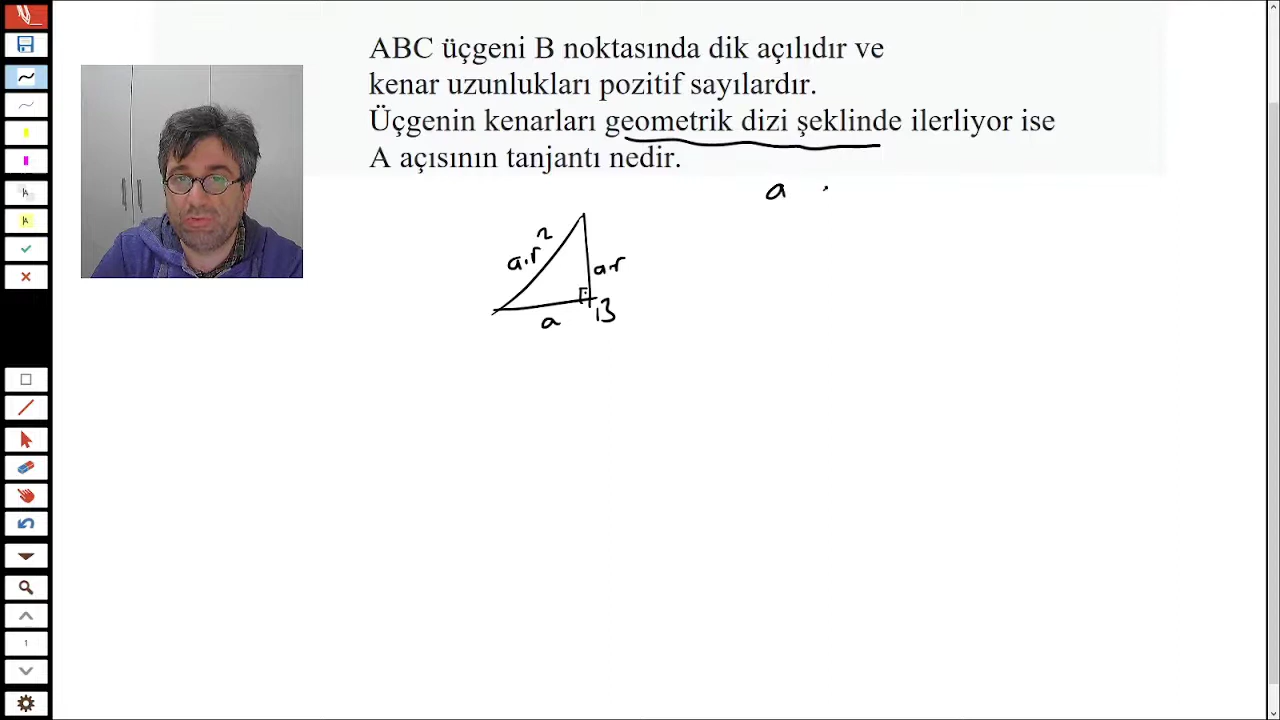 ABC üçgeni B noktasında dik açılıdır ve
kenar uzunlukları pozitif sayılardır.
Üçgenin kenarları geometrik dizi şeklinde ilerliyor ise
A açısının tanjantı nedir.
a
a.r²
a.r
a
B
1